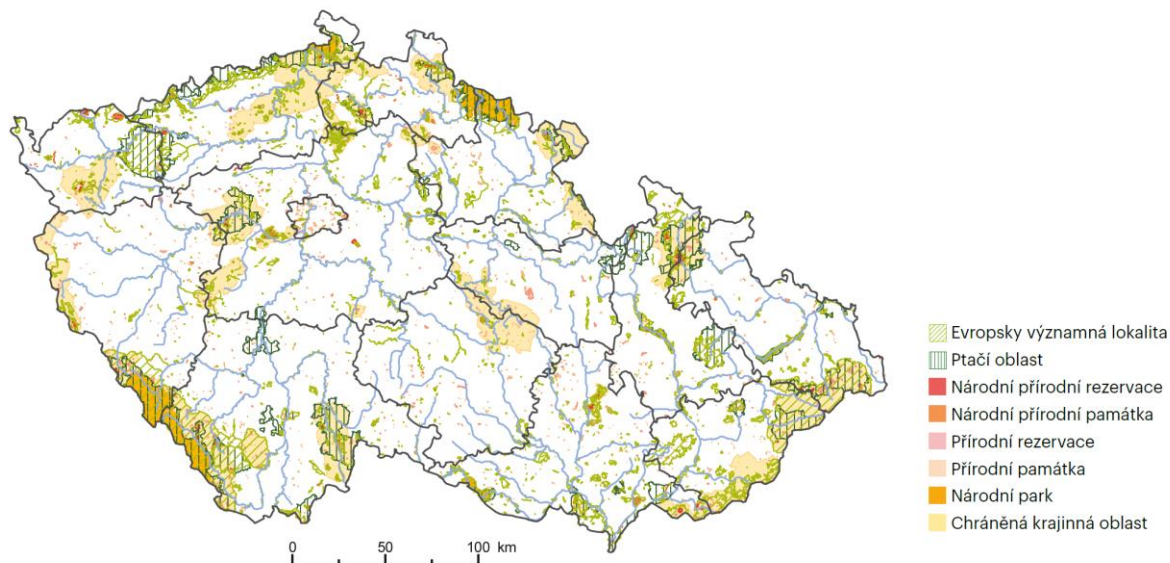 Evropsky významná lokalita
Ptačí oblast
Národní přírodní rezervace
Národní přírodní památka
Přírodní rezervace
Přírodní památka
Národní park
Chráněná krajinná oblast
0 50 100 km